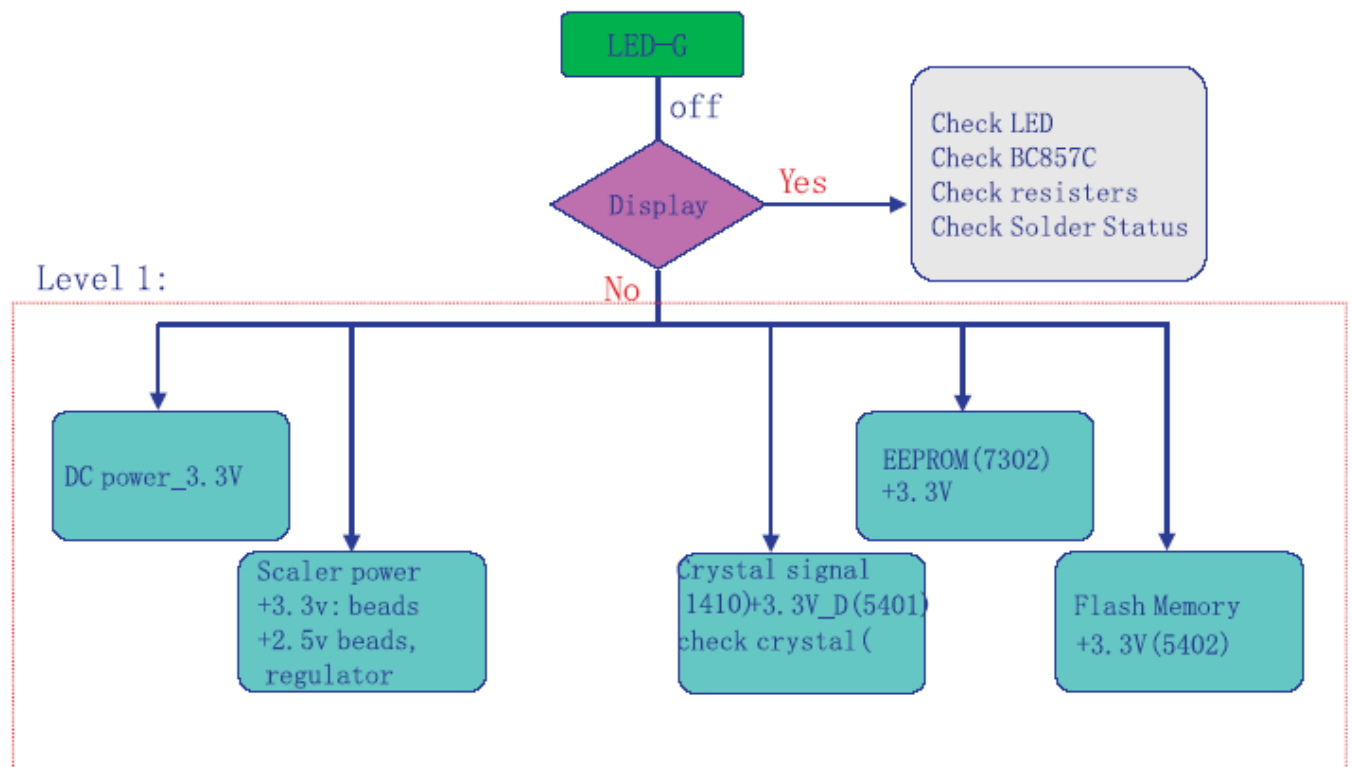 LED-G
off
Display
Yes
Check LED
Check BC857C
Check resisters
Check Solder Status
Level 1:
No
DC power_3.3V
Scaler power
+3.3v: beads
+2.5v beads,
regulator
Crystal signal
1410)+3.3V_D(5401)
check crystal(
EEPROM(7302)
+3.3V
Flash Memory
+3.3V(5402)